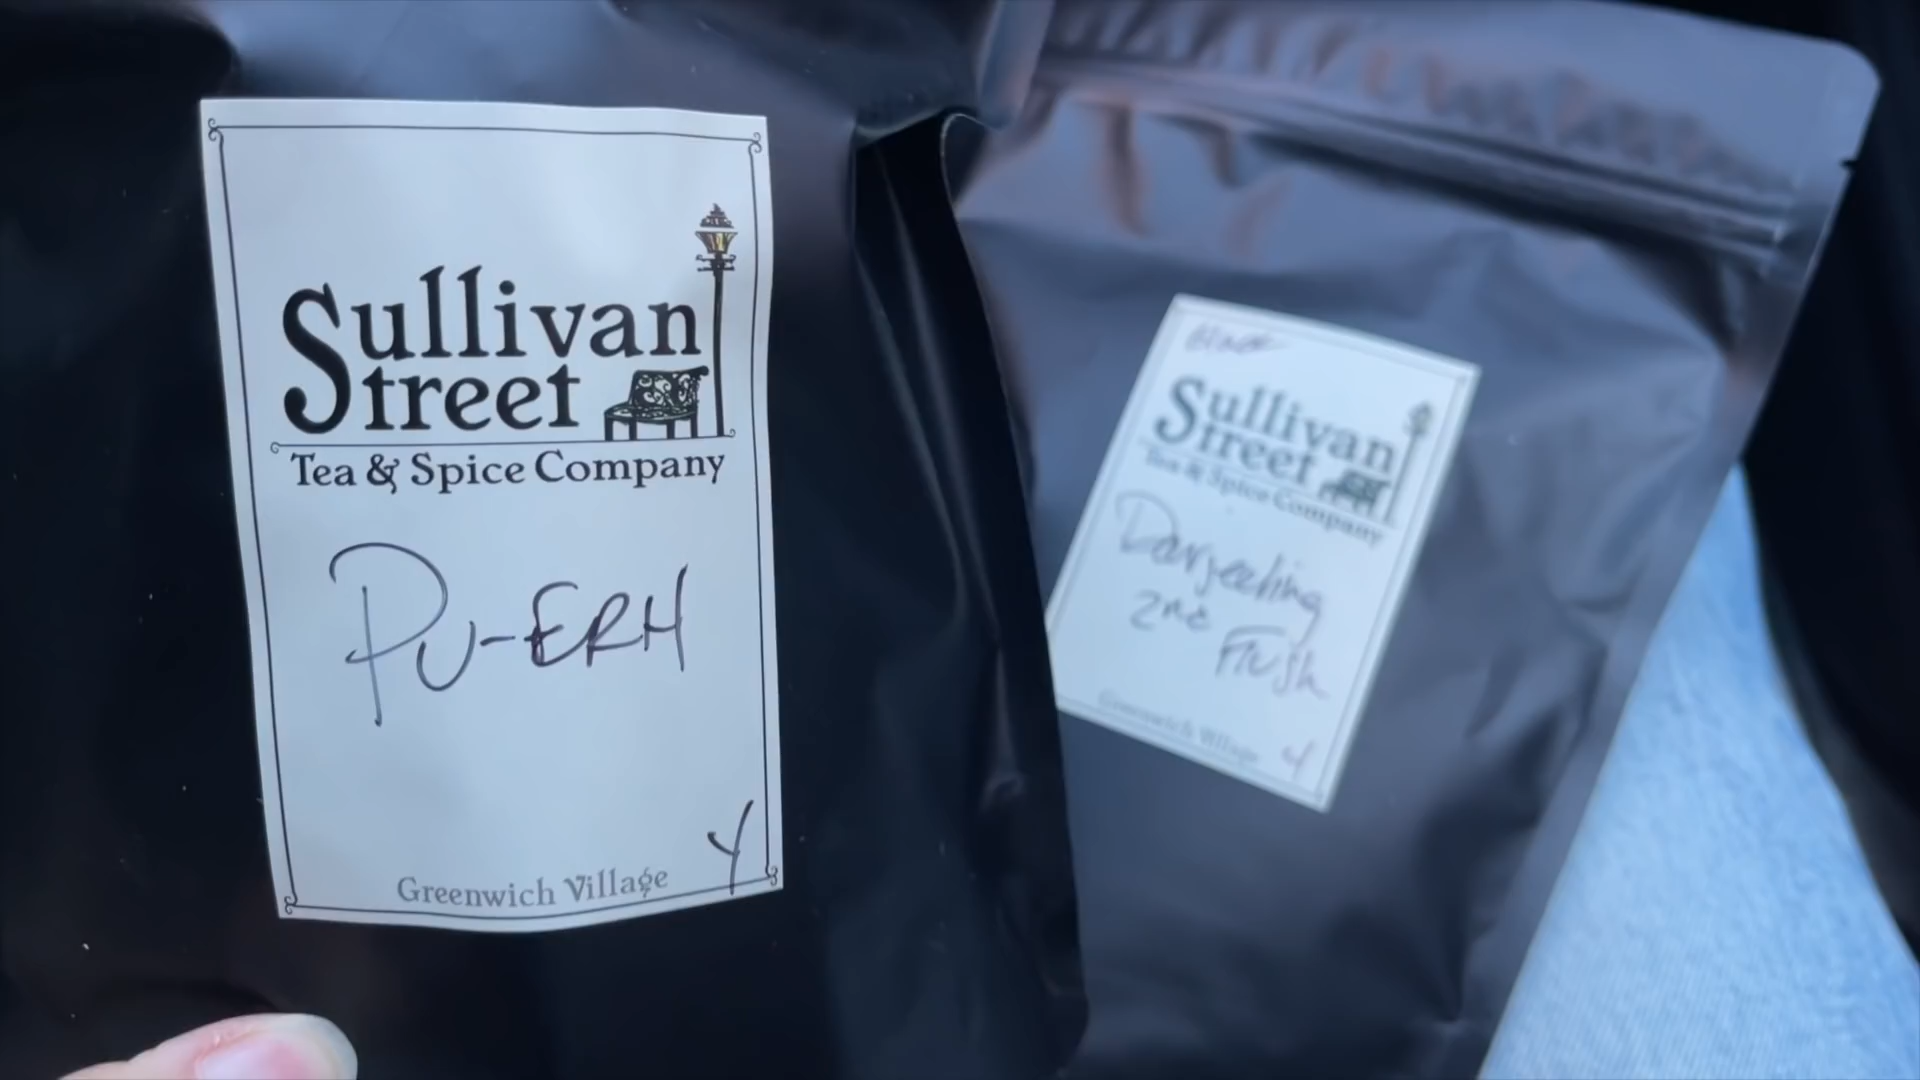 Sullivan
Street
Tea & Spice Company
PU-ERH
Y
Greenwich Village
Sullivan
Street
Tea & Spice Company
Darjeeling
2nd
Flush
Greenwich Village